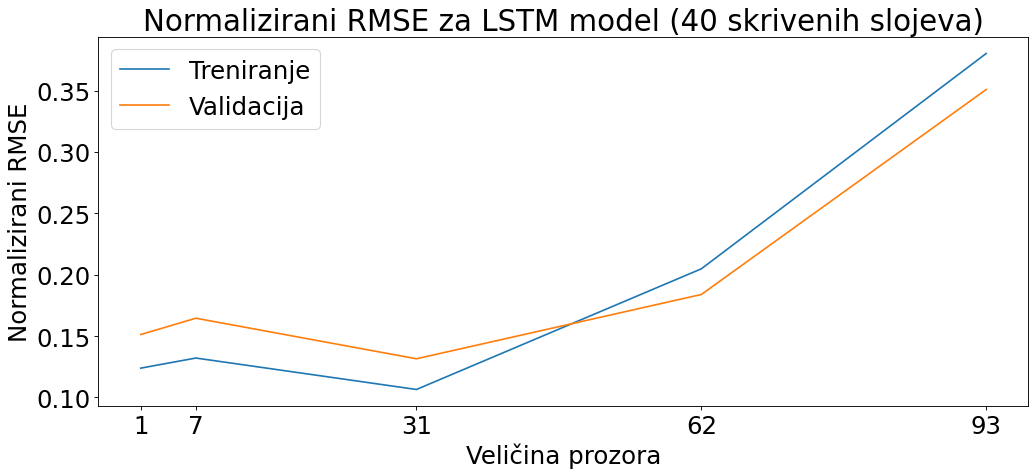 Normalizirani RMSE za LSTM model (40 skrivenih slojeva)
Treniranje
Validacija
Normalizirani RMSE
0.35
0.30
0.25
0.20
0.15
0.10
1 7 31 62 93
Veličina prozora